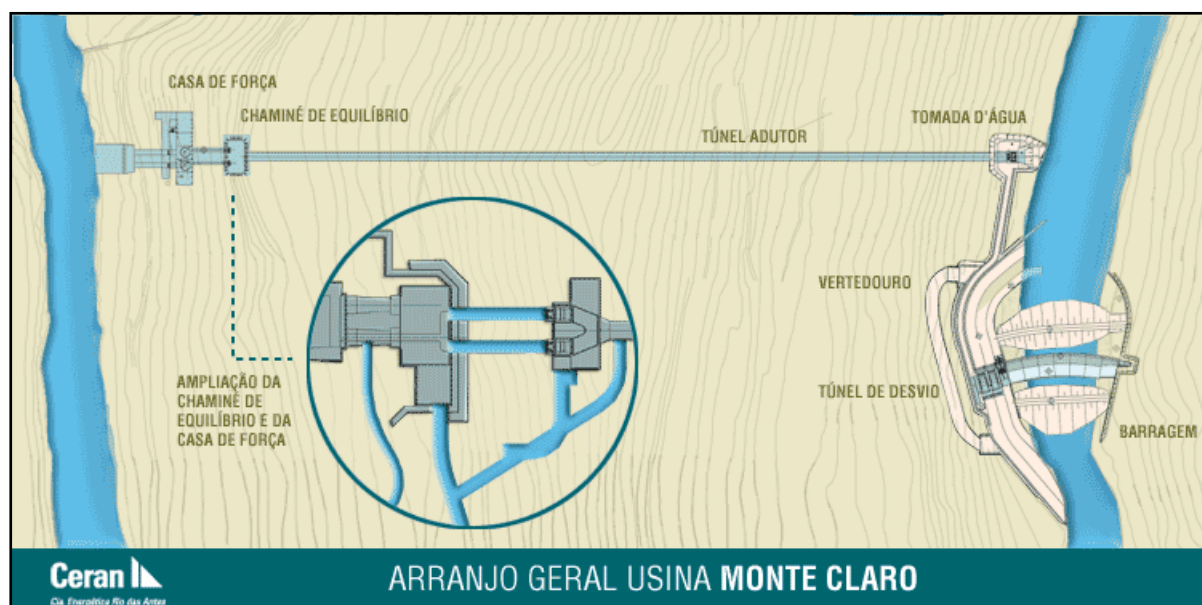 CASA DE FORÇA
CHAMINÉ DE EQUILÍBRIO
TÚNEL ADUTOR
TOMADA D'ÁGUA
VERTEDOURO
TÚNEL DE DESVIO
BARRAGEM
AMPLIAÇÃO DA
CHAMINÉ DE
EQUILÍBRIO E DA
CASA DE FORÇA
Ceran
Cia. Energética Rio das Antas
ARRANJO GERAL USINA MONTE CLARO